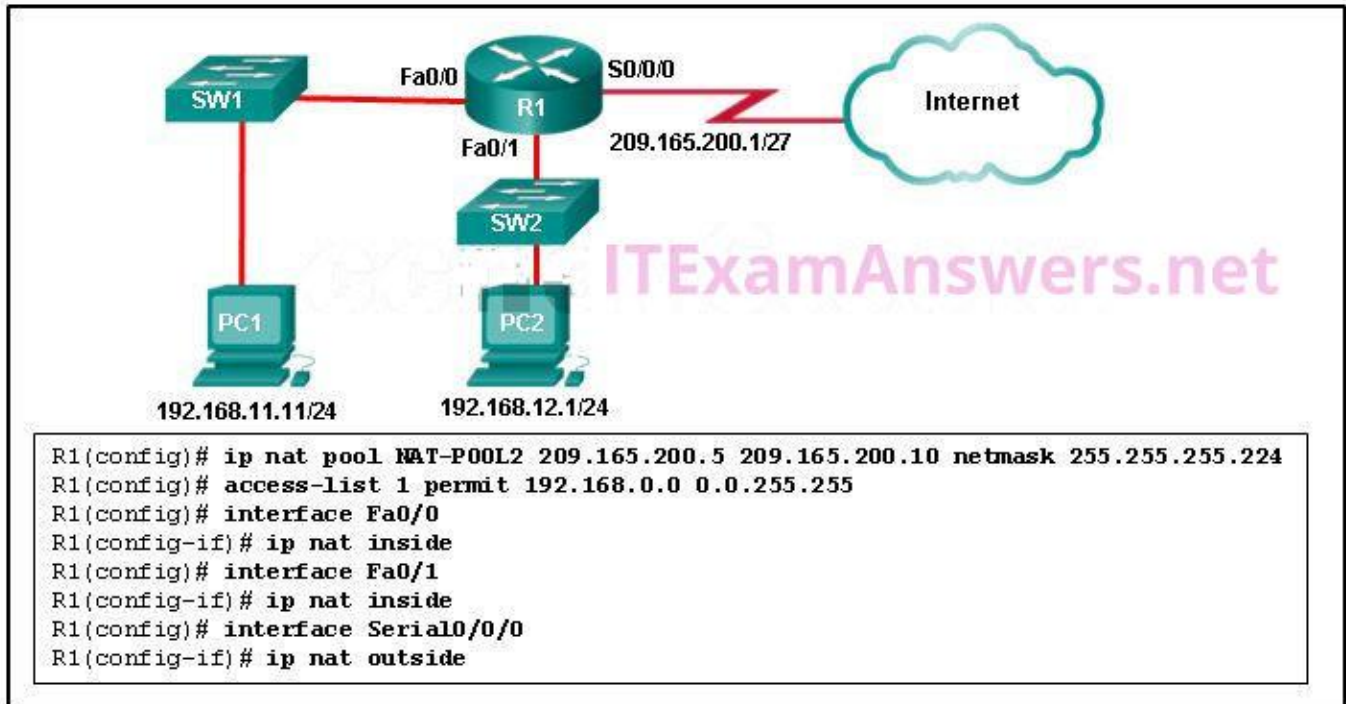 Fa0/0
S0/0/0
SW1
R1
Internet
Fa0/1
209.165.200.1/27
SW2
ITExamAnswers.net
PC1
PC2
192.168.11.11/24
192.168.12.1/24
R1(config)# ip nat pool NAT-POOL2 209.165.200.5 209.165.200.10 netmask 255.255.255.224
R1(config)# access-list 1 permit 192.168.0.0 0.0.255.255
R1(config)# interface Fa0/0
R1(config-if)# ip nat inside
R1(config)# interface Fa0/1
R1(config-if)# ip nat inside
R1(config)# interface Serial0/0/0
R1(config-if)# ip nat outside